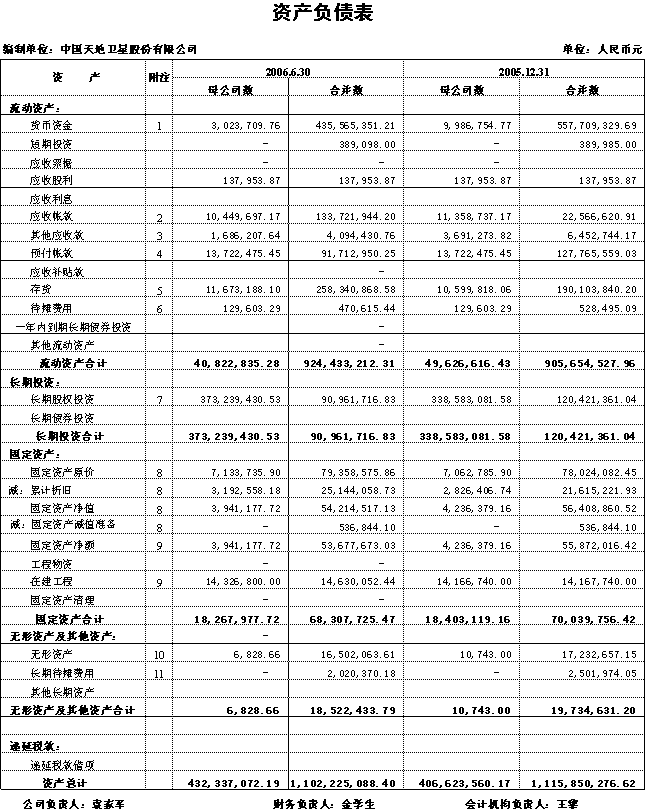 资产负债表
编制单位：中国天地卫星股份有限公司 单位：人民币元
资 产 附注 2006.6.30 2005.12.31
母公司数 合并数 母公司数 合并数
流动资产：
货币资金 1 3,023,709.76 435,565,351.21 9,986,754.77 557,709,329.69
短期投资 - 389,098.00 - 389,985.00
应收票据 - -
应收股利 137,953.87 137,953.87 137,953.87 137,953.87
应收利息
应收帐款 2 10,449,697.17 133,721,944.20 11,358,737.17 22,566,620.91
其他应收款 3 1,686,207.64 4,094,430.76 3,691,273.82 6,452,744.17
预付帐款 4 13,722,475.45 91,712,950.25 13,722,475.45 127,765,559.03
应收补贴款 -
存货 5 11,673,188.10 258,340,868.58 10,599,818.06 190,103,840.20
待摊费用 6 129,603.29 470,615.44 129,603.29 528,495.09
一年内到期长期债券投资 -
其他流动资产 -
流动资产合计 40,822,835.28 924,433,212.31 49,626,616.43 905,654,527.96
长期投资：
长期股权投资 7 373,239,430.53 90,961,716.83 338,583,081.58 120,421,361.04
长期债券投资
长期投资合计 373,239,430.53 90,961,716.83 338,583,081.58 120,421,361.04
固定资产：
固定资产原价 8 7,133,735.90 79,358,575.86 7,062,785.90 78,024,082.45
减：累计折旧 8 3,192,558.18 25,144,058.73 2,826,406.74 21,615,221.93
固定资产净值 8 3,941,177.72 54,214,517.13 4,236,379.16 56,408,860.52
减：固定资产减值准备 8 - 536,844.10 - 536,844.10
固定资产净额 9 3,941,177.72 53,677,673.03 4,236,379.16 55,872,016.42
工程物资 - -
在建工程 9 14,326,800.00 14,630,052.44 14,166,740.00 14,167,740.00
固定资产清理 - -
固定资产合计 18,267,977.72 68,307,725.47 18,403,119.16 70,039,756.42
无形资产及其他资产： -
无形资产 10 6,828.66 16,502,063.61 10,743.00 17,232,657.15
长期待摊费用 11 - 2,020,370.18 - 2,501,974.05
其他长期资产
无形资产及其他资产合计 6,828.66 18,522,433.79 10,743.00 19,734,631.20
递延税款：
递延税款借项
资产总计 432,337,072.19 1,102,225,088.40 406,623,560.17 1,115,850,276.62
公司负责人：袁家军 财务负责人：金学生 会计机构负责人：王黎